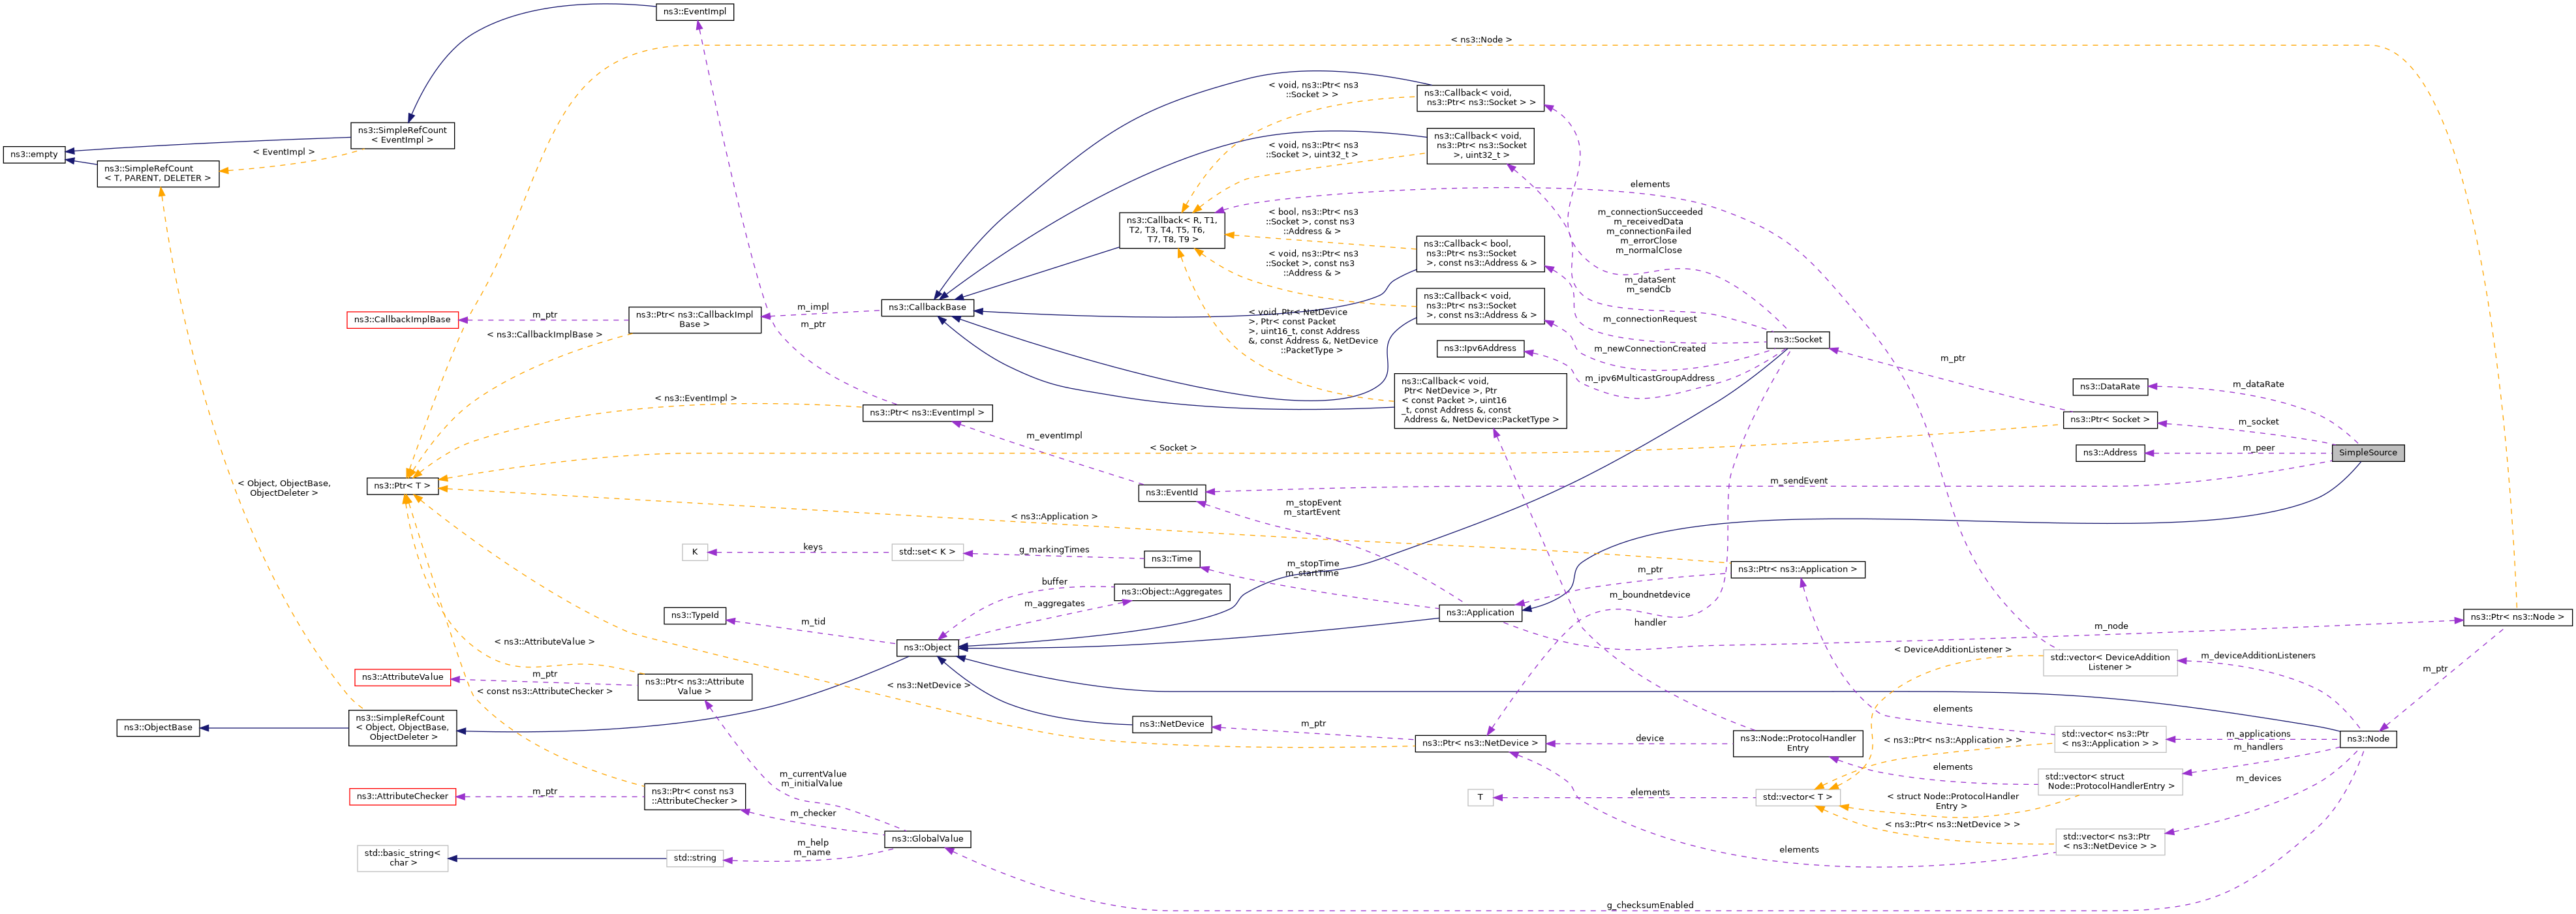 ns3::EventImpl
< ns3::Node >
ns3::Callback< void,
ns3::Ptr< ns3::Socket > >
< void, ns3::Ptr< ns3
::Socket > >
ns3::SimpleRefCount
< EventImpl >
ns3::Callback< void,
ns3::Ptr< ns3::Socket
>, uint32_t >
ns3::empty
< EventImpl >
< void, ns3::Ptr< ns3
::Socket >, uint32_t >
ns3::SimpleRefCount
< T, PARENT, DELETER >
elements
ns3::Callback< R, T1,
T2, T3, T4, T5, T6,
T7, T8, T9 >
< bool, ns3::Ptr< ns3
::Socket >, const ns3
::Address & >
m_connectionSucceeded
m_receivedData
m_connectionFailed
m_errorClose
m_normalClose
ns3::Callback< bool,
ns3::Ptr< ns3::Socket
>, const ns3::Address & >
< void, ns3::Ptr< ns3
::Socket >, const ns3
::Address & >
m_dataSent
m_sendCb
ns3::Callback< void,
ns3::Ptr< ns3::Socket
>, const ns3::Address & >
ns3::CallbackImplBase
m_ptr
ns3::Ptr< ns3::CallbackImpl
Base >
m_impl
m_ptr
ns3::CallbackBase
< void, Ptr< NetDevice
>, Ptr< const Packet
>, uint16_t, const Address
&, const Address &, NetDevice
::PacketType >
m_connectionRequest
< ns3::CallbackImplBase >
ns3::Ipv6Address
m_newConnectionCreated
ns3::Socket
m_ptr
m_ipv6MulticastGroupAddress
ns3::Callback< void,
Ptr< NetDevice >, Ptr
< const Packet >, uint16
_t, const Address &, const
Address &, NetDevice::PacketType >
ns3::DataRate
m_dataRate
< ns3::EventImpl >
ns3::Ptr< ns3::EventImpl >
ns3::Ptr< Socket >
m_socket
m_eventImpl
< Socket >
ns3::Address
m_peer
SimpleSource
< Object, ObjectBase,
ObjectDeleter >
ns3::Ptr< T >
ns3::EventId
m_sendEvent
m_stopEvent
m_startEvent
< ns3::Application >
K
keys
std::set< K >
g_markingTimes
ns3::Time
m_stopTime
m_startTime
ns3::Ptr< ns3::Application >
m_ptr
buffer
ns3::Object::Aggregates
m_aggregates
m_boundnetdevice
ns3::TypeId
m_tid
ns3::Application
handler
m_node
ns3::Ptr< ns3::Node >
< ns3::AttributeValue >
ns3::Object
< DeviceAdditionListener >
std::vector< DeviceAddition
Listener >
m_deviceAdditionListeners
m_ptr
ns3::AttributeValue
m_ptr
ns3::Ptr< ns3::Attribute
Value >
< const ns3::AttributeChecker >
< ns3::NetDevice >
elements
ns3::ObjectBase
ns3::SimpleRefCount
< Object, ObjectBase,
ObjectDeleter >
ns3::NetDevice
m_ptr
ns3::Ptr< ns3::NetDevice >
device
ns3::Node::ProtocolHandler
Entry
< ns3::Ptr< ns3::Application > >
std::vector< ns3::Ptr
< ns3::Application > >
m_applications
ns3::Node
m_handlers
elements
std::vector< struct
Node::ProtocolHandlerEntry >
m_devices
m_currentValue
m_initialValue
ns3::AttributeChecker
m_ptr
ns3::Ptr< const ns3
::AttributeChecker >
T
elements
std::vector< T >
< struct Node::ProtocolHandler
Entry >
m_checker
< ns3::Ptr< ns3::NetDevice > >
ns3::GlobalValue
std::vector< ns3::Ptr
< ns3::NetDevice > >
std::basic_string<
char >
std::string
m_help
m_name
elements
g_checksumEnabled